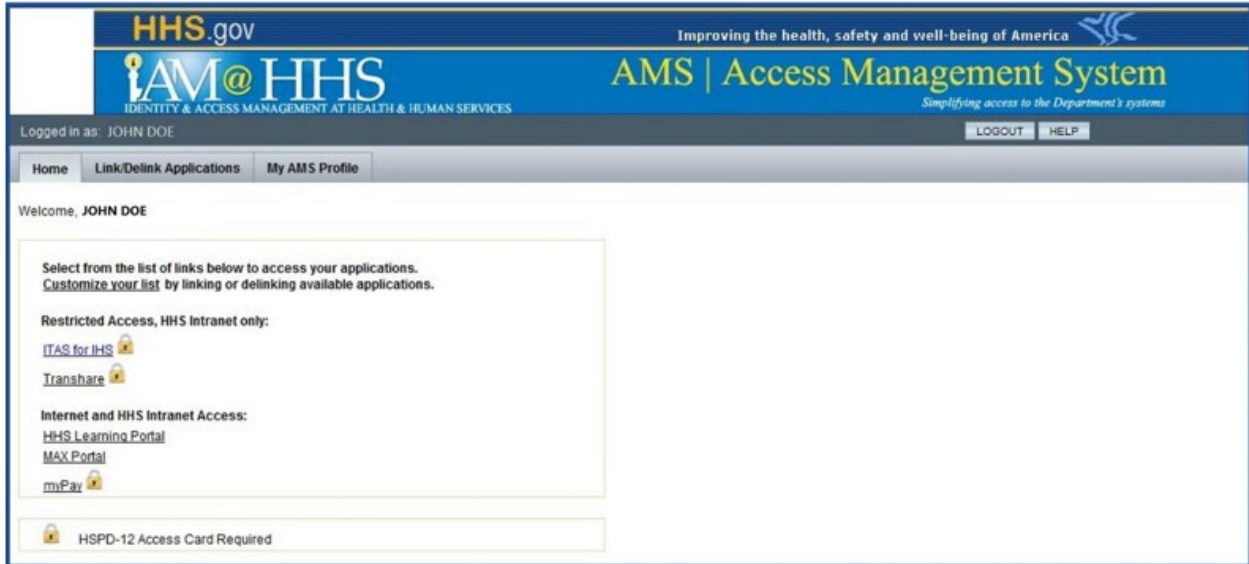 HHS.gov
Improving the health, safety and well-being of America
iAM@HHS
IDENTITY & ACCESS MANAGEMENT AT HEALTH & HUMAN SERVICES
AMS | Access Management System
Simplifying access to the Department's systems
Logged in as: JOHN DOE
LOGOUT HELP
Home Link/Delink Applications My AMS Profile
Welcome, JOHN DOE
Select from the list of links below to access your applications.
Customize your list by linking or delinking available applications.
Restricted Access, HHS Intranet only:
ITAS for IHS
Transhare
Internet and HHS Intranet Access:
HHS Learning Portal
MAX Portal
myPay
HSPD-12 Access Card Required